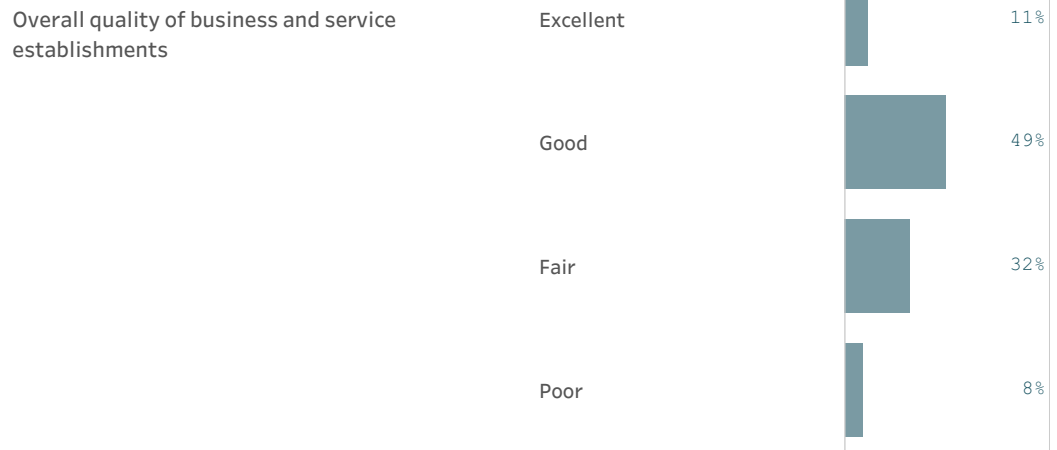 Overall quality of business and service
establishments
Excellent 11%
Good 49%
Fair 32%
Poor 8%